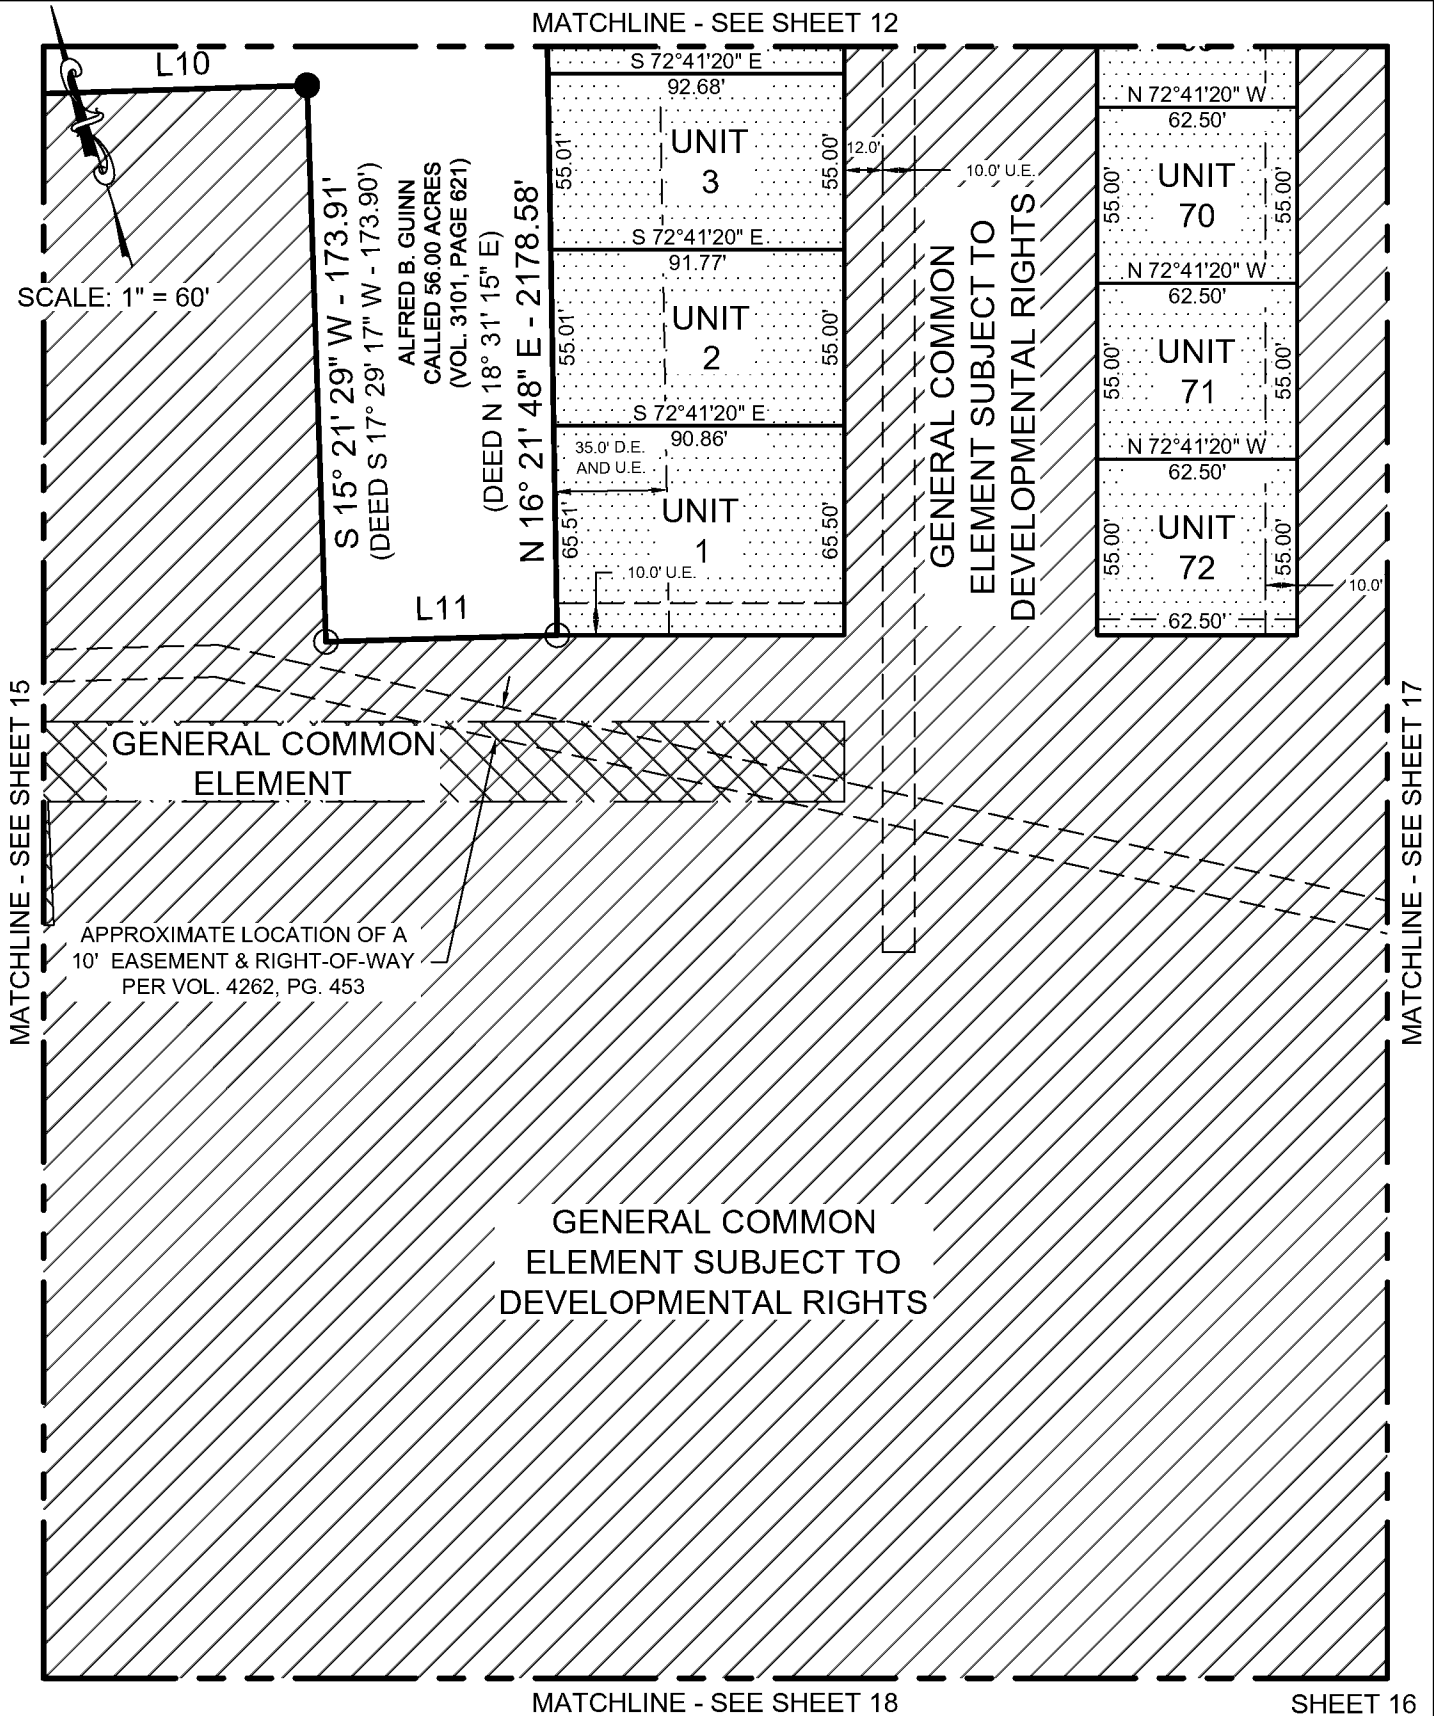 MATCHLINE - SEE SHEET 12
L10
SCALE: 1" = 60'
S 15° 21' 29" W - 173.91'
(DEED S 17° 29' 17" W - 173.90')
ALFRED B. GUINN
CALLED 56.00 ACRES
(VOL. 3101, PAGE 621)
(DEED N 18° 31' 15" E)
N 16° 21' 48" E - 2178.58'
L11
S 72°41'20" E
92.68'
55.01'
UNIT
3
55.00'
S 72°41'20" E
91.77'
55.01'
UNIT
2
55.00'
S 72°41'20" E
90.86'
35.0' D.E.
AND U.E.
65.51'
UNIT
1
65.50'
10.0' U.E.
12.0'
10.0' U.E.
GENERAL COMMON
ELEMENT SUBJECT TO
DEVELOPMENTAL RIGHTS
N 72°41'20" W
62.50'
55.00'
UNIT
70
55.00'
N 72°41'20" W
62.50'
55.00'
UNIT
71
55.00'
N 72°41'20" W
62.50'
55.00'
UNIT
72
55.00'
10.0'
62.50'
MATCHLINE - SEE SHEET 15
MATCHLINE - SEE SHEET 17
GENERAL COMMON
ELEMENT
APPROXIMATE LOCATION OF A
10' EASEMENT & RIGHT-OF-WAY
PER VOL. 4262, PG. 453
GENERAL COMMON
ELEMENT SUBJECT TO
DEVELOPMENTAL RIGHTS
MATCHLINE - SEE SHEET 18
SHEET 16